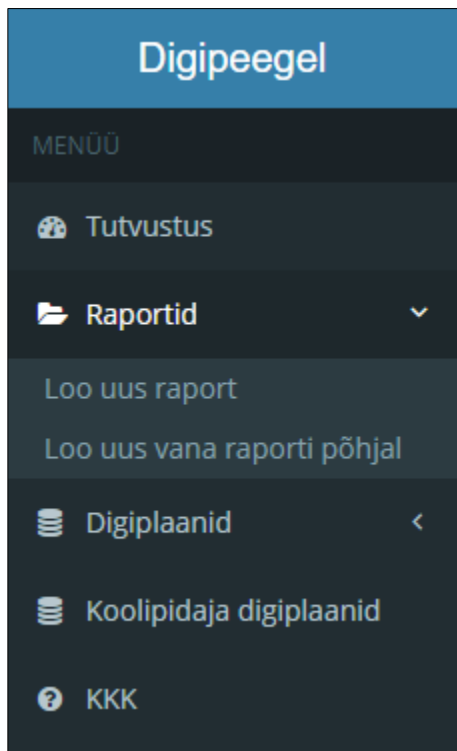 Digipeegel
MENÜÜ
Tutvustus
Raportid
Loo uus raport
Loo uus vana raporti põhjal
Digiplaanid
Koolipidaja digiplaanid
KKK